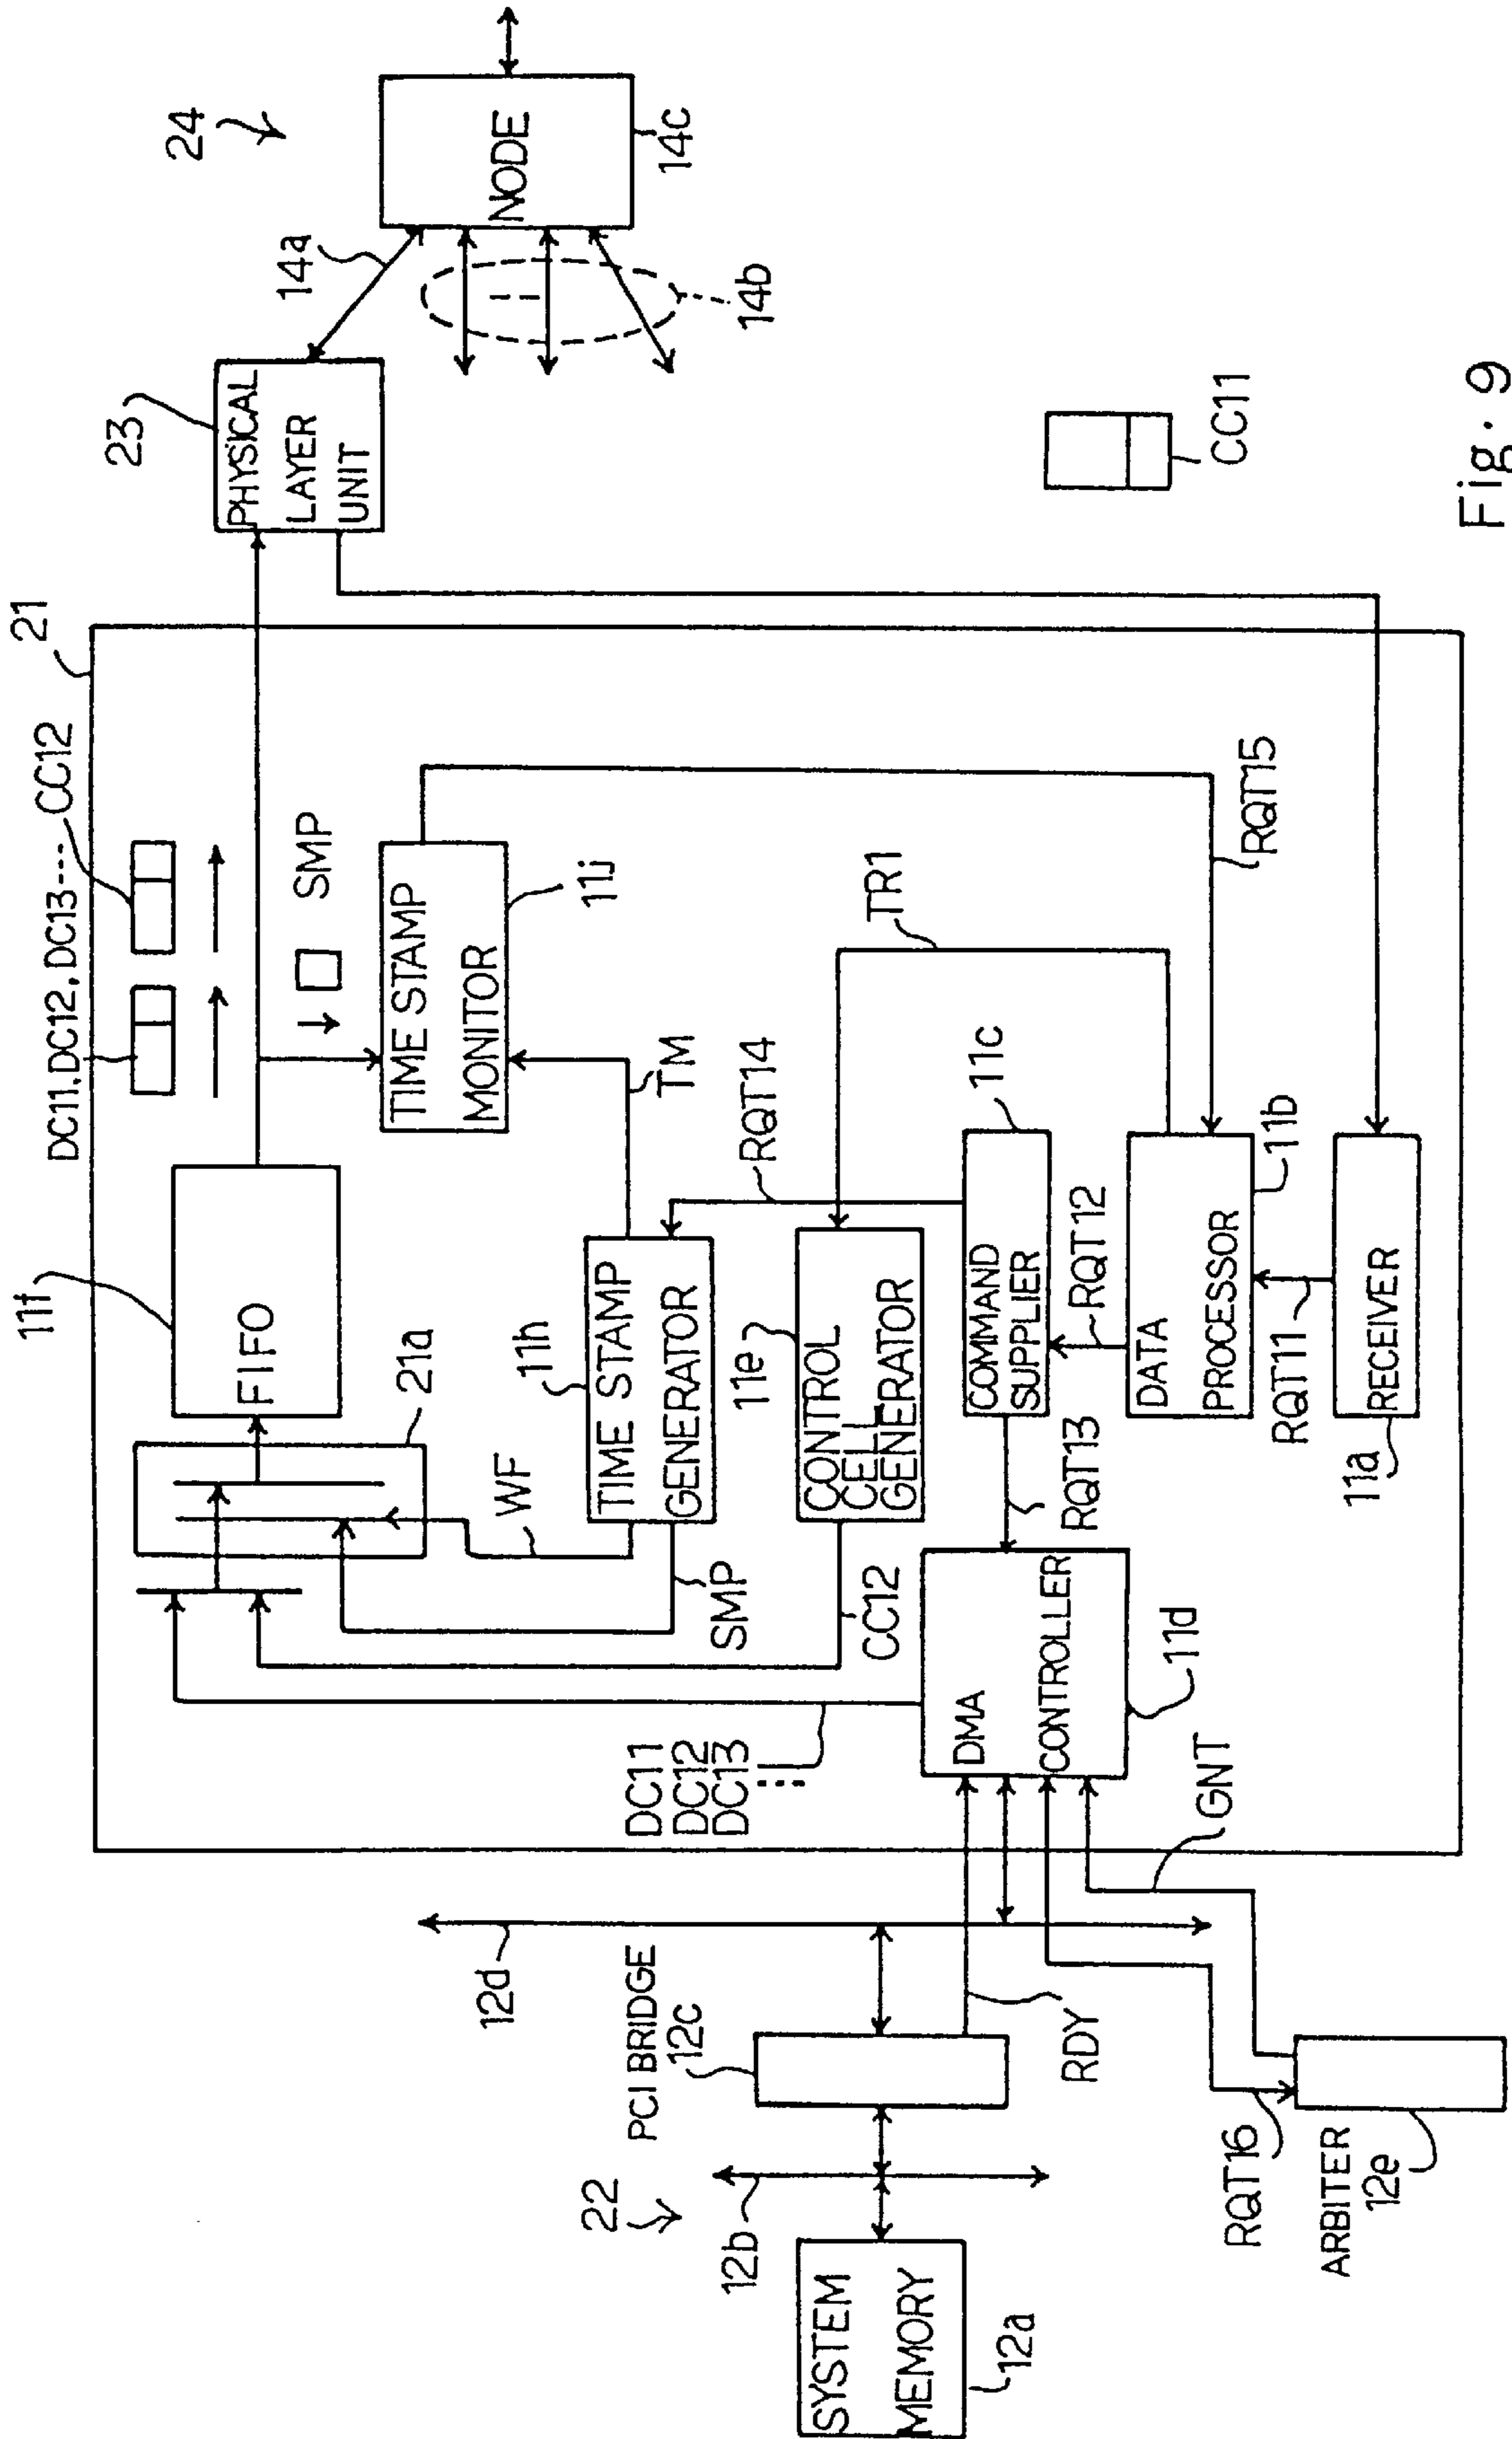 21
DC11,DC12,DC13---
CC12
23
PHYSICAL
LAYER
UNIT
24
14a
NODE
14c
14b
11f
FIFO
21a
SMP
TIME STAMP
MONITOR
11j
WF
11h
TIME STAMP
GENERATOR
TM
SMP
RQT14
11e
CONTROL
CELL
GENERATOR
TR1
11c
COMMAND
SUPPLIER
RQT15
CC12
DC11
DC12
DC13
RQT13
RQT12
DATA
PROCESSOR
11b
DMA
CONTROLLER
11d
RQT11
RECEIVER
11a
GNT
12d
PCI BRIDGE
12c
22
12b
SYSTEM
MEMORY
12a
RDY
RQT16
ARBITER
12e
CC11
Fig. 9